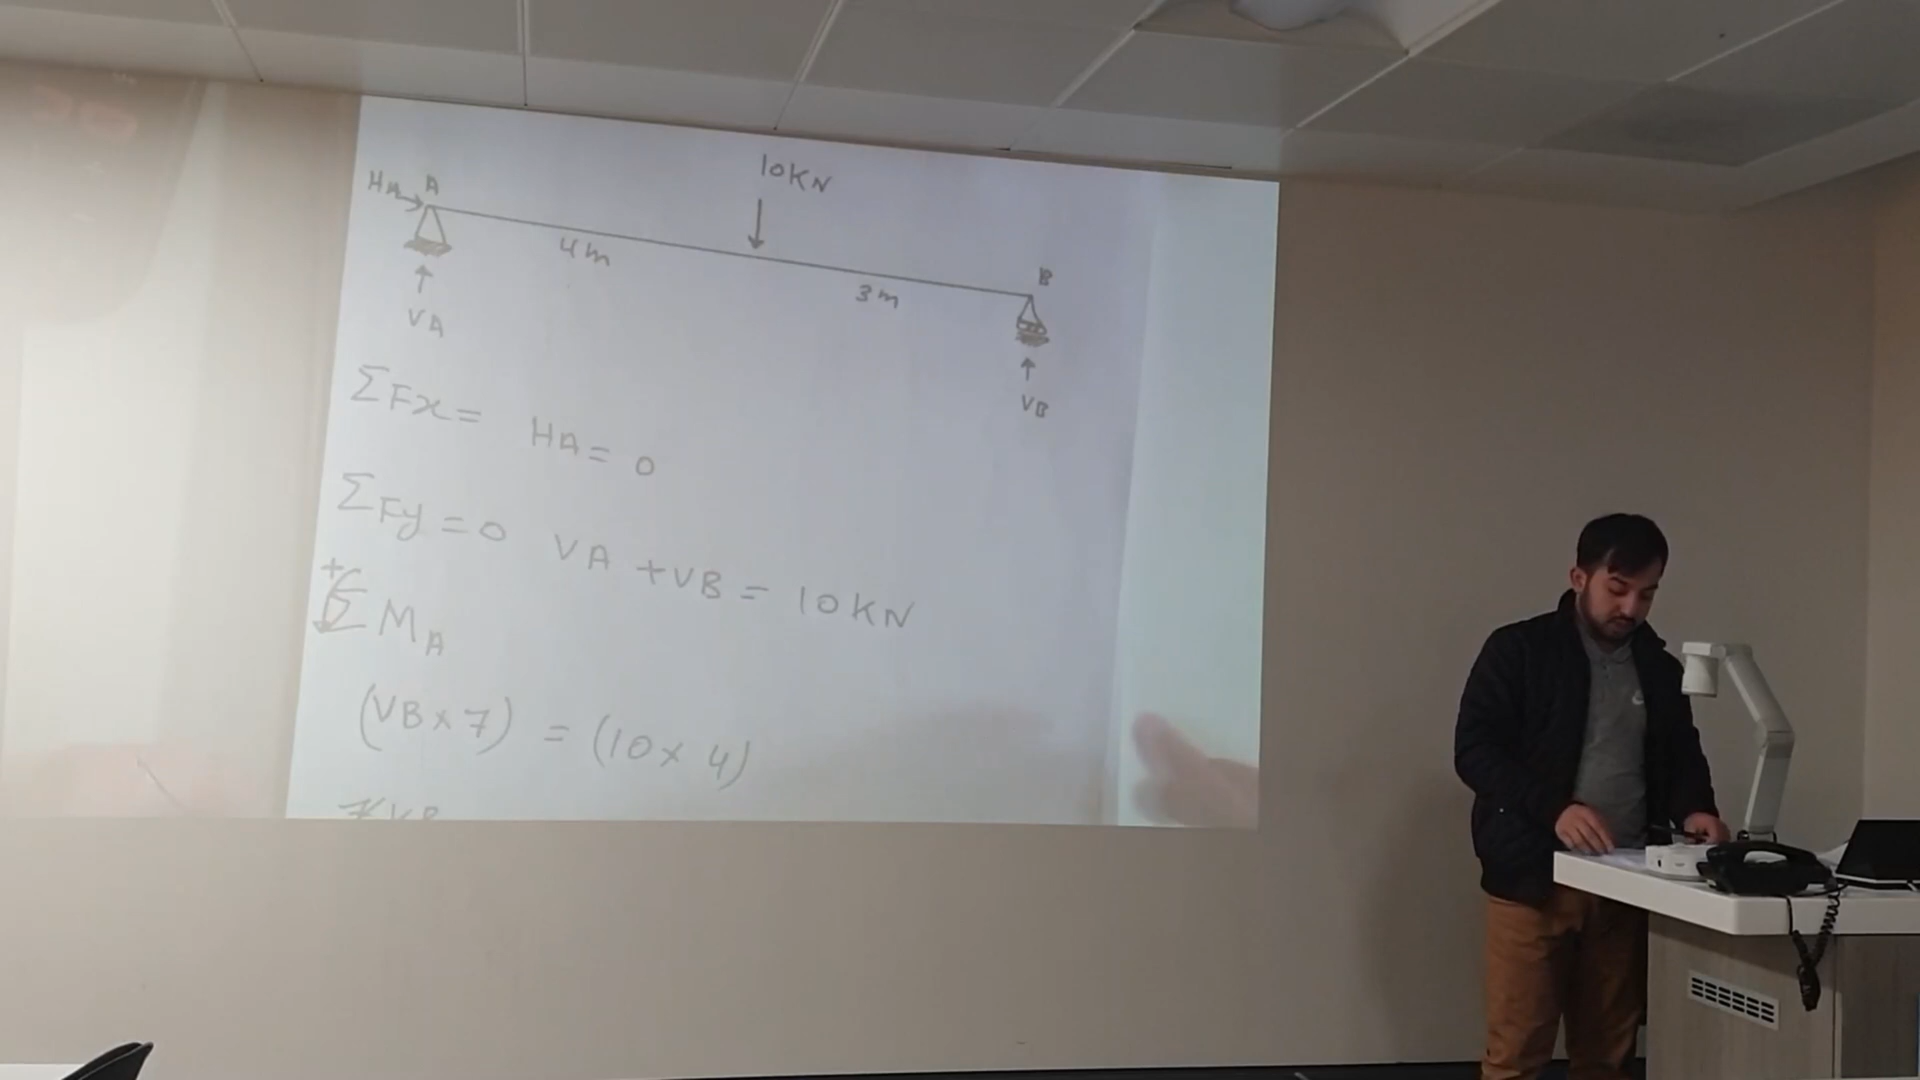 10KN
HA A
4m
3m
B
VA
VB
ΣFx= HA= 0
ΣFy=0 VA +VB= 10KN
+
ΣMA
(VB×7) = (10×4)